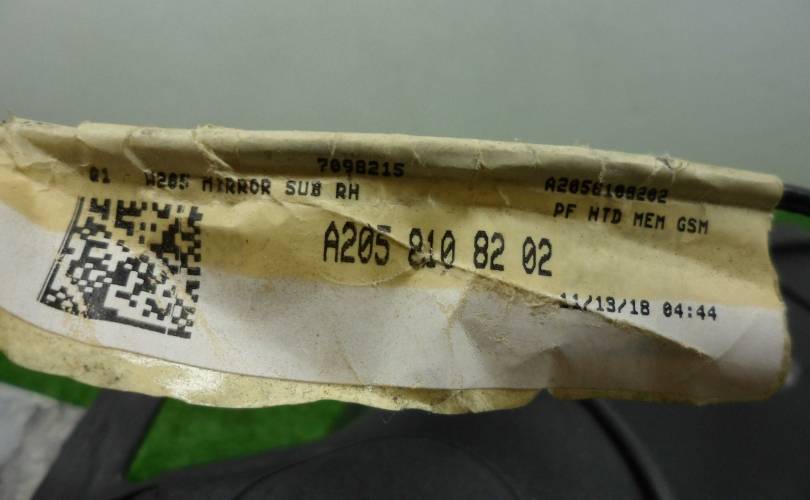 7098215
01 W205 MIRROR SUB RH
A2058108202
PF HTD MEM GSM
A205 810 82 02
11/13/18 04:44